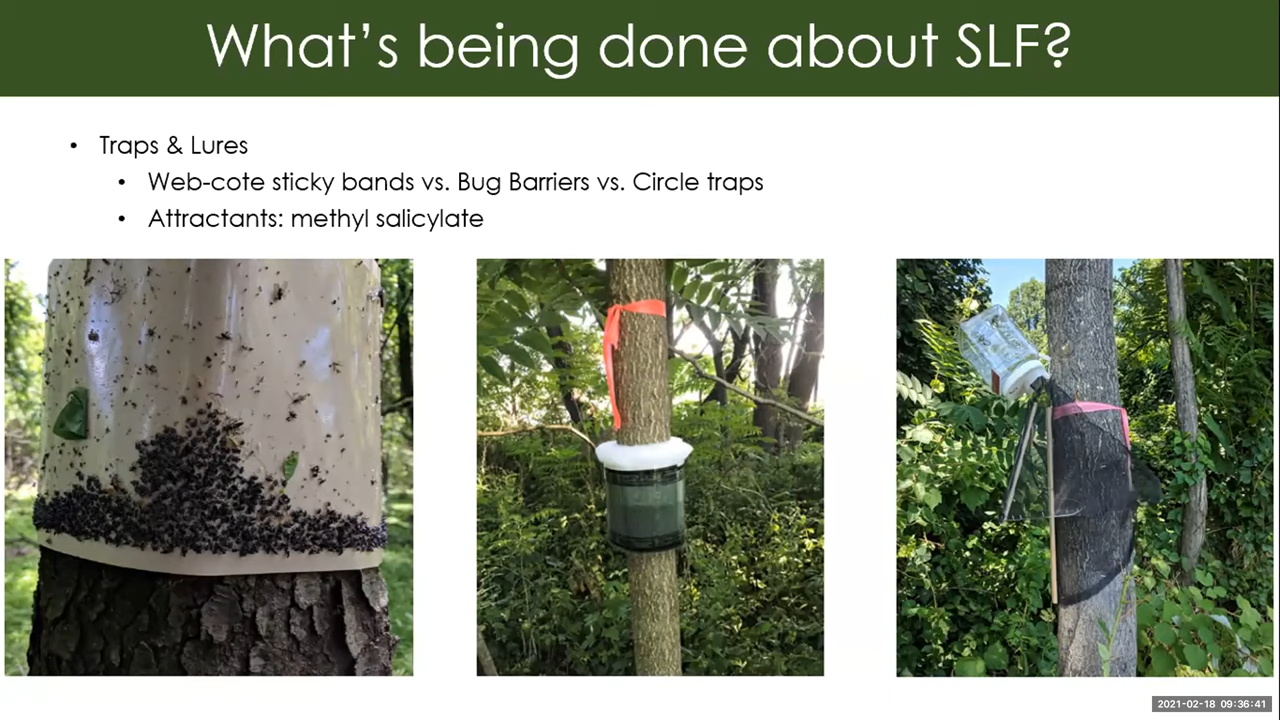 What's being done about SLF?
• Traps & Lures
• Web-cote sticky bands vs. Bug Barriers vs. Circle traps
• Attractants: methyl salicylate
2021-02-18 09:36:41